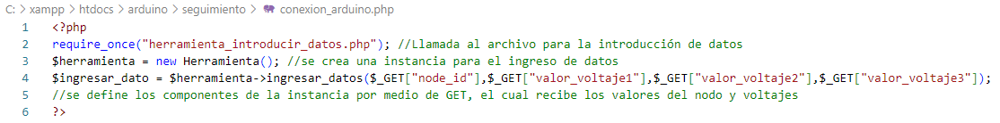 C: > xampp > htdocs > arduino > seguimiento > conexion_arduino.php
1 <?php
2 require_once("herramienta_introducir_datos.php"); //Llamada al archivo para la introducción de datos
3 $herramienta = new Herramienta(); //se crea una instancia para el ingreso de datos
4 $ingresar_dato = $herramienta->ingresar_datos($_GET["node_id"],$_GET["valor_voltaje1"],$_GET["valor_voltaje2"],$_GET["valor_voltaje3"]);
5 //se define los componentes de la instancia por medio de GET, el cual recibe los valores del nodo y voltajes
6 ?>